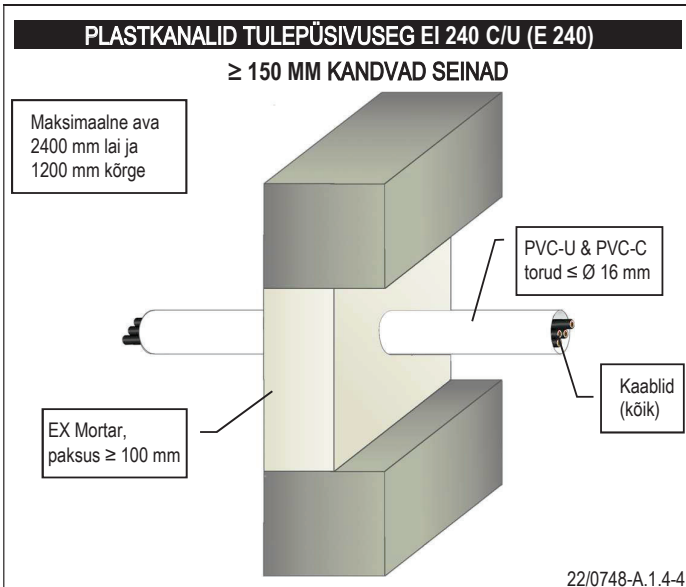 PLASTKANALID TULEPÜSIVUSEG EI 240 C/U (E 240)
≥ 150 MM KANDVAD SEINAD
Maksimaalne ava
2400 mm lai ja
1200 mm kõrge
PVC-U & PVC-C
torud ≤ Ø 16 mm
Kaablid
(kõik)
EX Mortar,
paksus ≥ 100 mm
22/0748-A.1.4-4